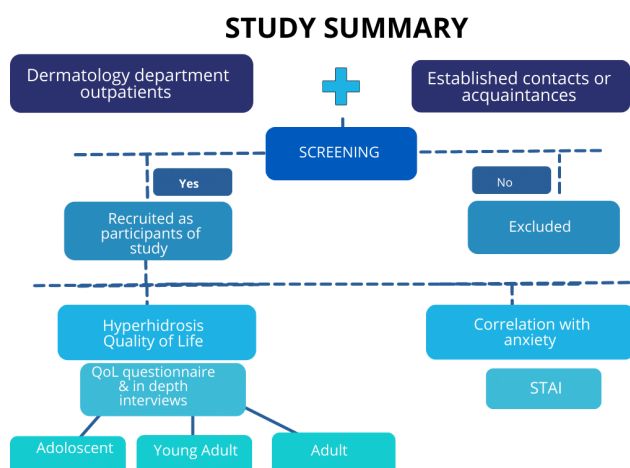 STUDY SUMMARY
Dermatology department
outpatients
Established contacts or
acquaintances
SCREENING
Yes
No
Recruited as
participants of
study
Excluded
Hyperhidrosis
Quality of Life
Correlation with
anxiety
QoL questionnaire
& in depth
interviews
STAI
Adoloscent
Young Adult
Adult